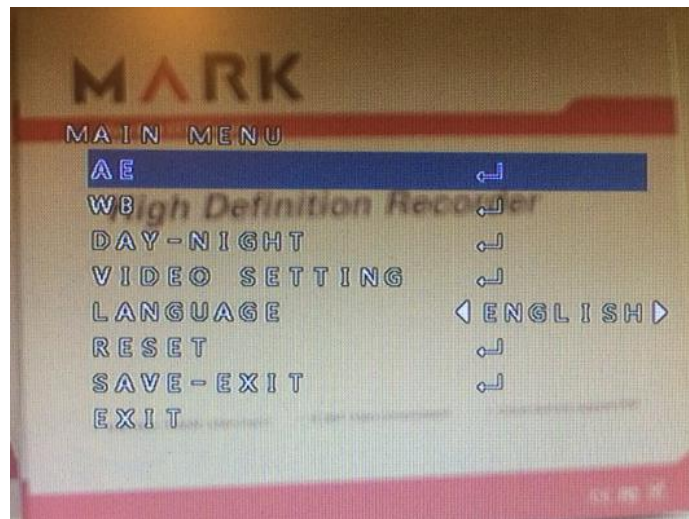 MARK
MAIN MENU
AE
WB
High Definition Recorder
DAY-NIGHT
VIDEO SETTING
LANGUAGE ENGLISH
RESET
SAVE-EXIT
EXIT